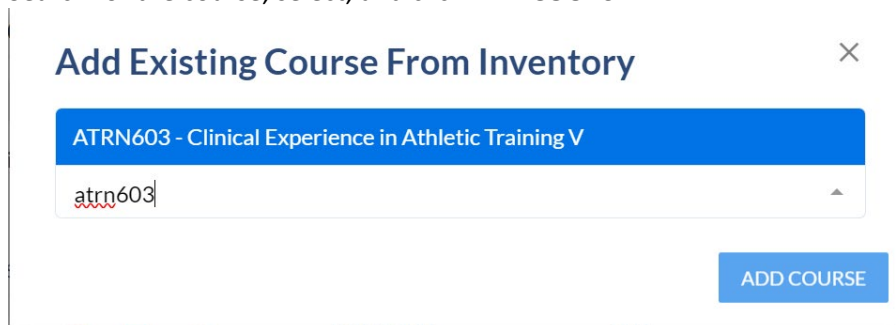 Add Existing Course From Inventory
ATRN603 - Clinical Experience in Athletic Training V
atrn603
ADD COURSE